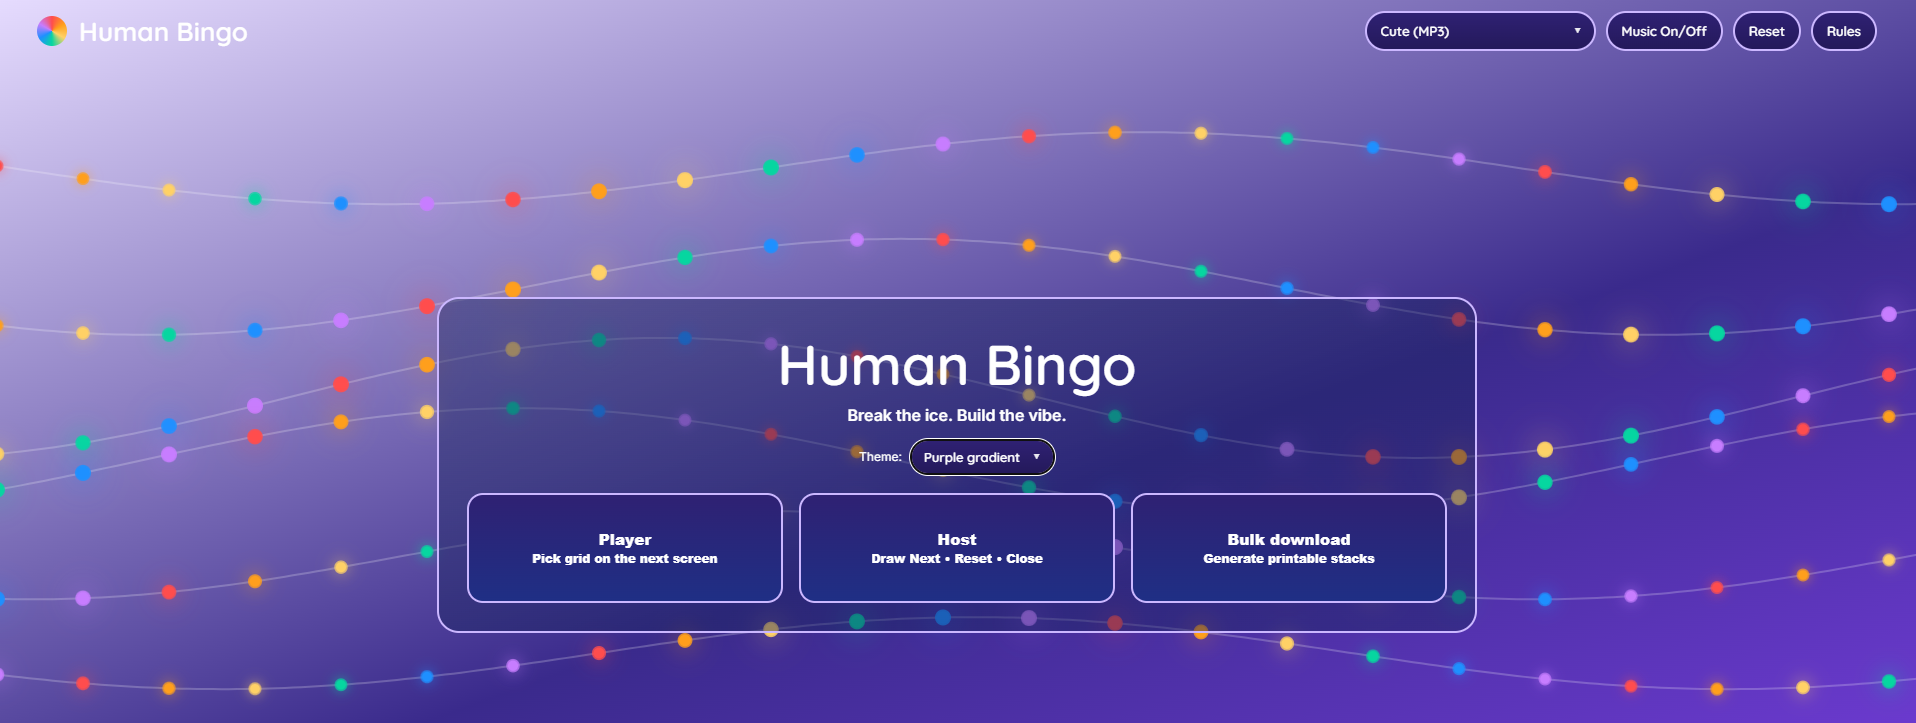 Human Bingo
Cute (MP3)
Music On/Off
Reset
Rules
Human Bingo
Break the ice. Build the vibe.
Theme: Purple gradient
Player
Pick grid on the next screen
Host
Draw Next • Reset • Close
Bulk download
Generate printable stacks